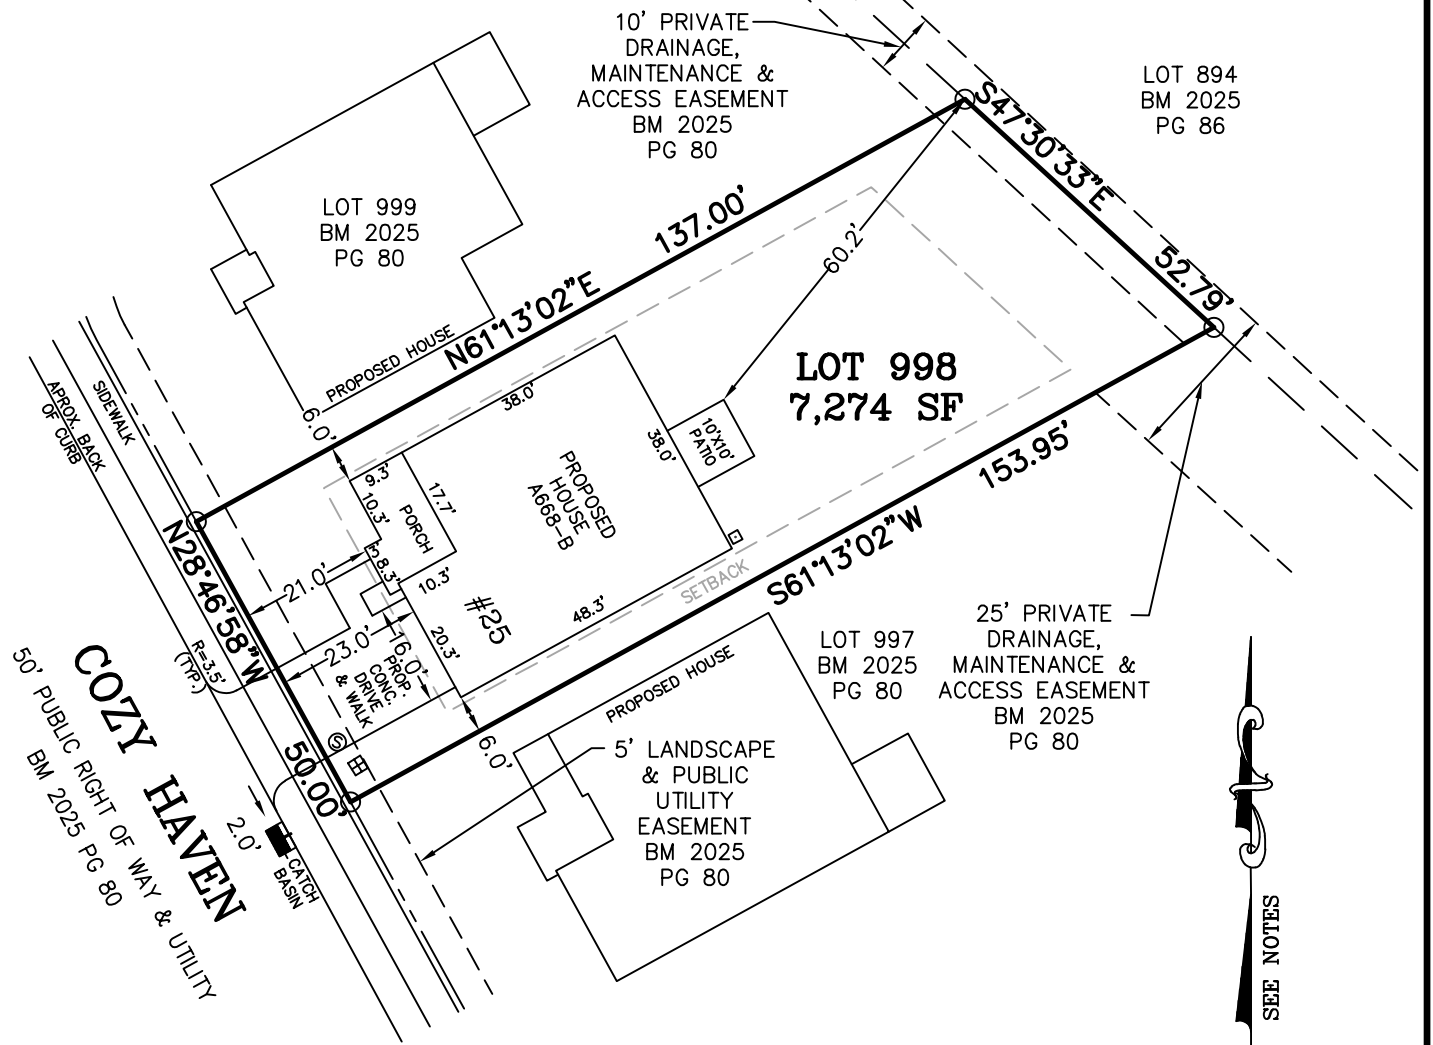 10' PRIVATE
DRAINAGE,
MAINTENANCE &
ACCESS EASEMENT
BM 2025
PG 80
LOT 894
BM 2025
PG 86
S47°30'33"E
52.79'
LOT 999
BM 2025
PG 80
PROPOSED HOUSE
N61°13'02"E
137.00'
60.2'
LOT 998
7,274 SF
6.0'
38.0'
38.0'
10'X10'
PATIO
PROPOSED
HOUSE
A668-B
9.3'
10.3'
17.7'
PORCH
8.3'
10.3'
#25
48.3'
20.3'
21.0'
23.0'
16.0'
PROP.
CONC.
DRIVE
& WALK
SETBACK
S61°13'02"W
153.95'
6.0'
SIDEWALK
APPROX. BACK
OF CURB
N28°46'58"W
50.00'
R=3.5'
(TYP.)
S
COZY HAVEN
50' PUBLIC RIGHT OF WAY & UTILITY
BM 2025 PG 80
2.0'
CATCH
BASIN
PROPOSED HOUSE
LOT 997
BM 2025
PG 80
25' PRIVATE
DRAINAGE,
MAINTENANCE &
ACCESS EASEMENT
BM 2025
PG 80
5' LANDSCAPE
& PUBLIC
UTILITY
EASEMENT
BM 2025
PG 80
SEE NOTES